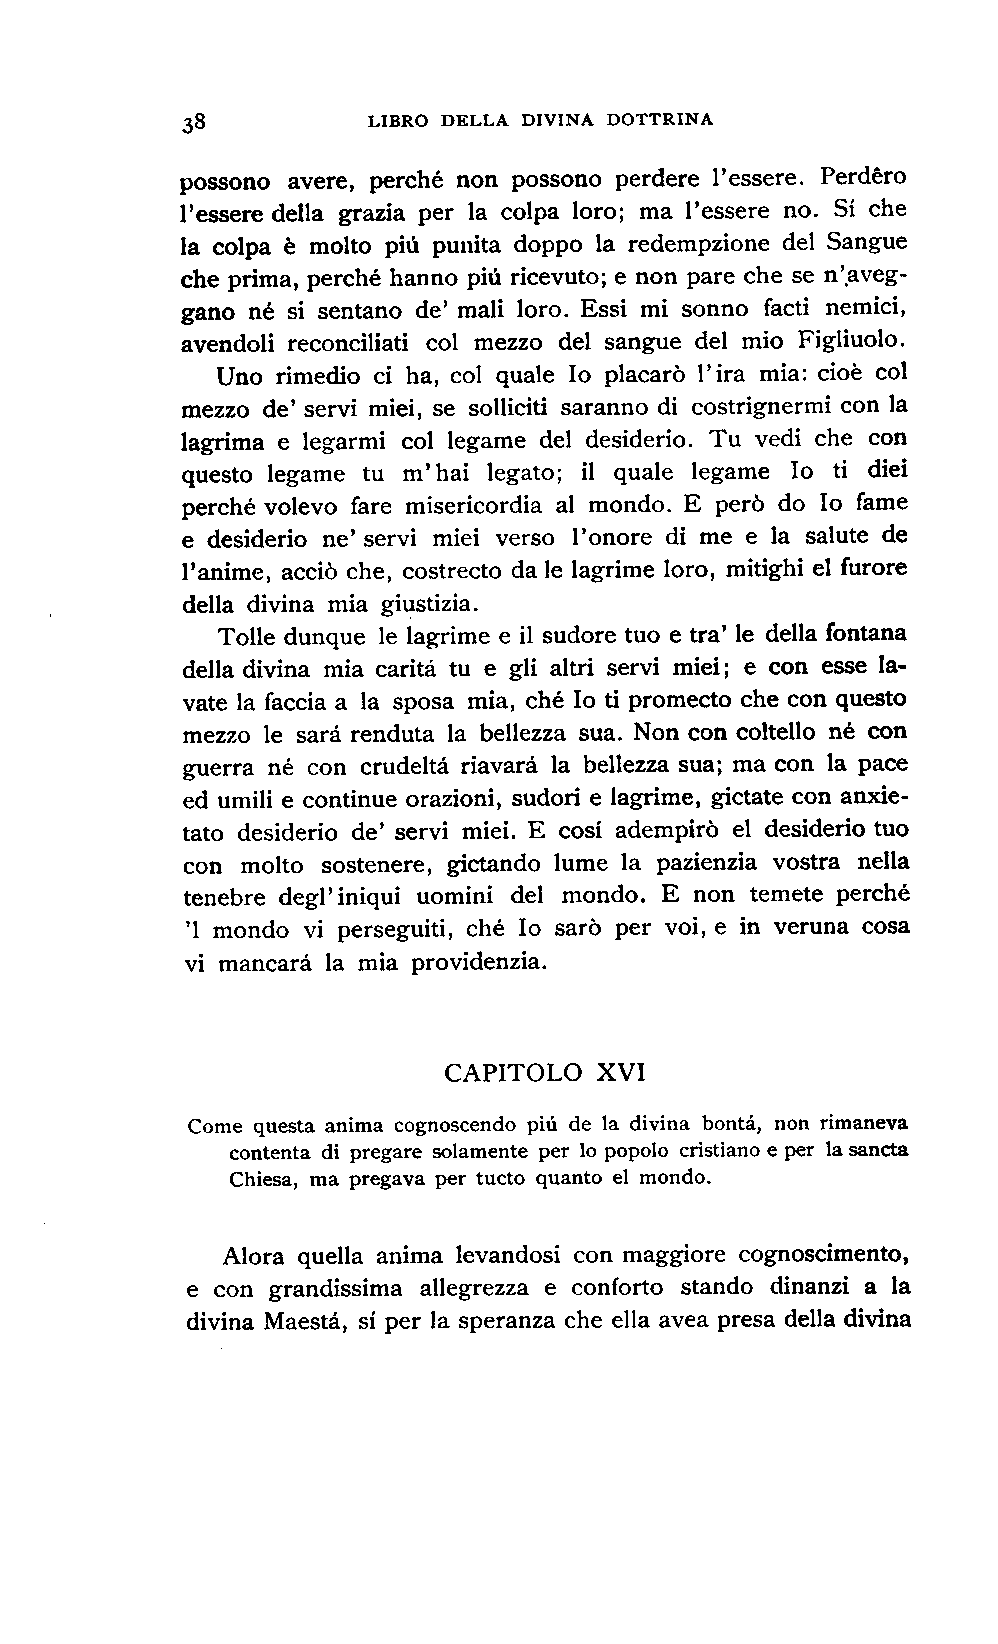 38 LIBRO DELLA DIVINA DOTTRINA
possono avere, perché non possono perdere l'essere. Perdêro
l'essere della grazia per la colpa loro; ma l'essere no. Sí che
la colpa è molto piú punita doppo la redempzione del Sangue
che prima, perché hanno piú ricevuto; e non pare che se n'aveg-
gano né si sentano de' mali loro. Essi mi sonno facti nemici,
avendoli reconciliati col mezzo del sangue del mio Figliuolo.
Uno rimedio ci ha, col quale Io placarò l'ira mia: cioè col
mezzo de' servi miei, se solliciti saranno di costrignermi con la
lagrima e legarmi col legame del desiderio. Tu vedi che con
questo legame tu m'hai legato; il quale legame Io ti diei
perché volevo fare misericordia al mondo. E però do Io fame
e desiderio ne' servi miei verso l'onore di me e la salute de
l'anime, acciò che, costrecto da le lagrime loro, mitighi el furore
della divina mia giustizia.
Tolle dunque le lagrime e il sudore tuo e tra' le della fontana
della divina mia caritá tu e gli altri servi miei; e con esse la-
vate la faccia a la sposa mia, ché Io ti promecto che con questo
mezzo le sará renduta la bellezza sua. Non con coltello né con
guerra né con crudeltá riavará la bellezza sua; ma con la pace
ed umili e continue orazioni, sudori e lagrime, gictate con anxie-
tato desiderio de' servi miei. E cosí adempirò el desiderio tuo
con molto sostenere, gictando lume la pazienzia vostra nella
tenebre degl'iniqui uomini del mondo. E non temete perché
'l mondo vi perseguiti, ché Io sarò per voi, e in veruna cosa
vi mancará la mia providenzia.
CAPITOLO XVI
Come questa anima cognoscendo piú de la divina bontá, non rimaneva
contenta di pregare solamente per lo popolo cristiano e per la sancta
Chiesa, ma pregava per tucto quanto el mondo.
Alora quella anima levandosi con maggiore cognoscimento,
e con grandissima allegrezza e conforto stando dinanzi a la
divina Maestá, sí per la speranza che ella avea presa della divina